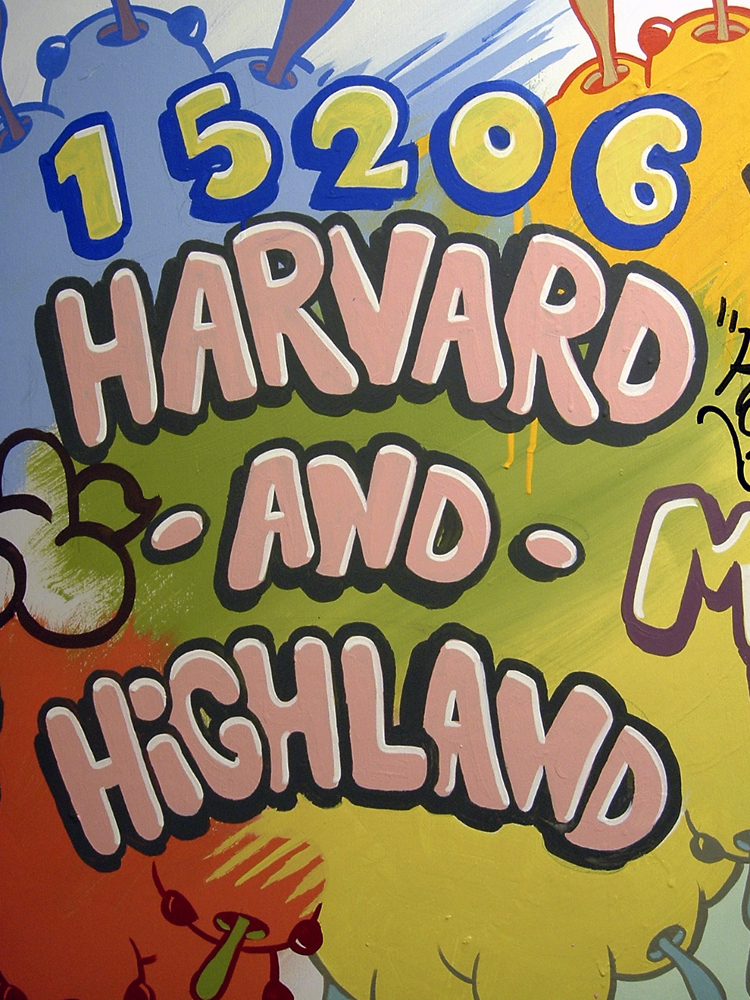 15206
HARVARD
· AND ·
HiGHLAND
M